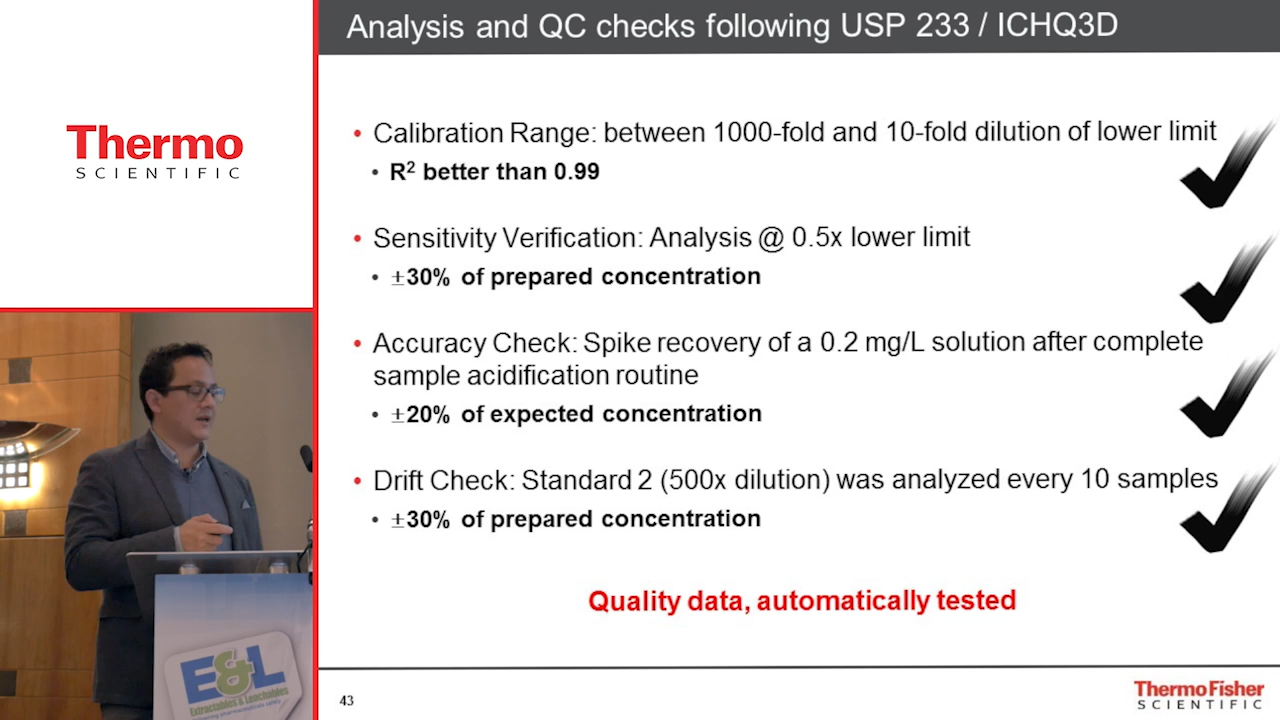 Analysis and QC checks following USP 233 / ICHQ3D
Thermo
SCIENTIFIC
• Calibration Range: between 1000-fold and 10-fold dilution of lower limit
• R² better than 0.99
• Sensitivity Verification: Analysis @ 0.5x lower limit
• ±30% of prepared concentration
• Accuracy Check: Spike recovery of a 0.2 mg/L solution after complete
sample acidification routine
• ±20% of expected concentration
• Drift Check: Standard 2 (500x dilution) was analyzed every 10 samples
• ±30% of prepared concentration
Quality data, automatically tested
E&L
Extractables & Leachables
pharmaceuticals safely
43
ThermoFisher
SCIENTIFIC